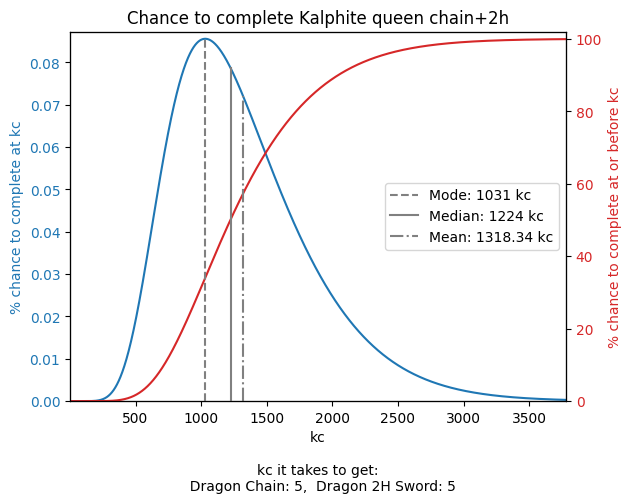 Chance to complete Kalphite queen chain+2h
% chance to complete at kc
0.08
0.07
0.06
0.05
0.04
0.03
0.02
0.01
0.00
Mode: 1031 kc
Median: 1224 kc
Mean: 1318.34 kc
100
80
60
40
20
0
% chance to complete at or before kc
500 1000 1500 2000 2500 3000 3500
kc
kc it takes to get:
Dragon Chain: 5, Dragon 2H Sword: 5